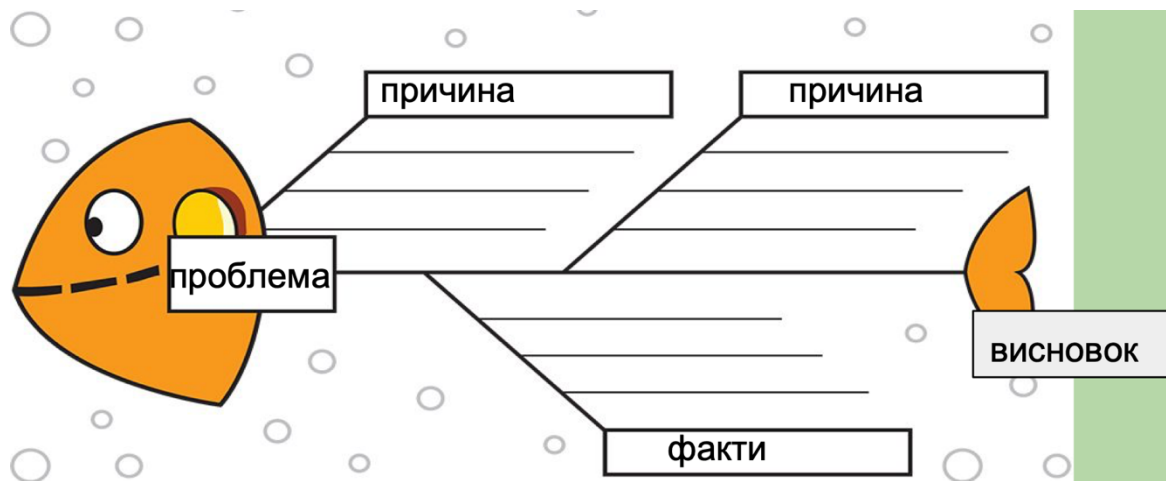 причина
причина
проблема
висновок
факти